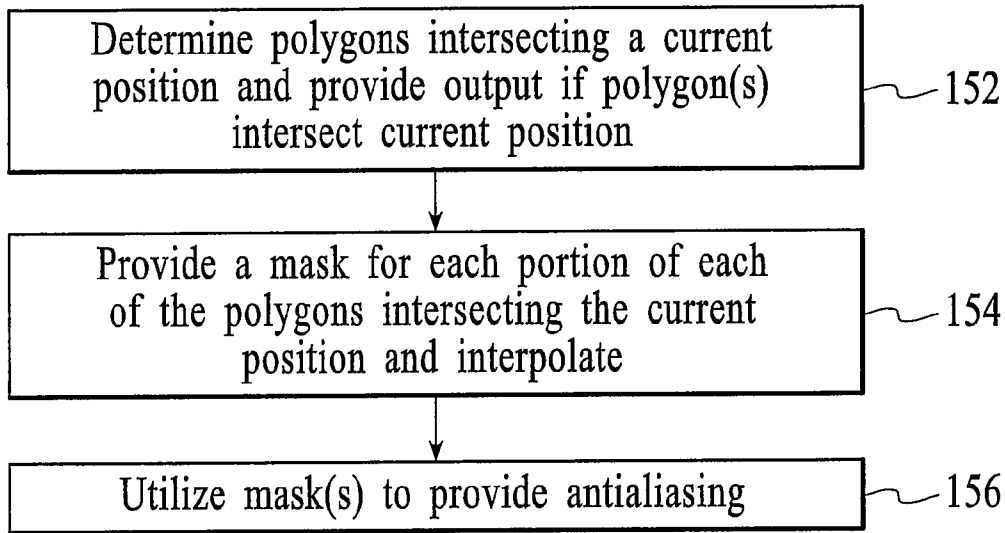 Determine polygons intersecting a current
position and provide output if polygon(s)
intersect current position
152
Provide a mask for each portion of each
of the polygons intersecting the current
position and interpolate
154
Utilize mask(s) to provide antialiasing
156